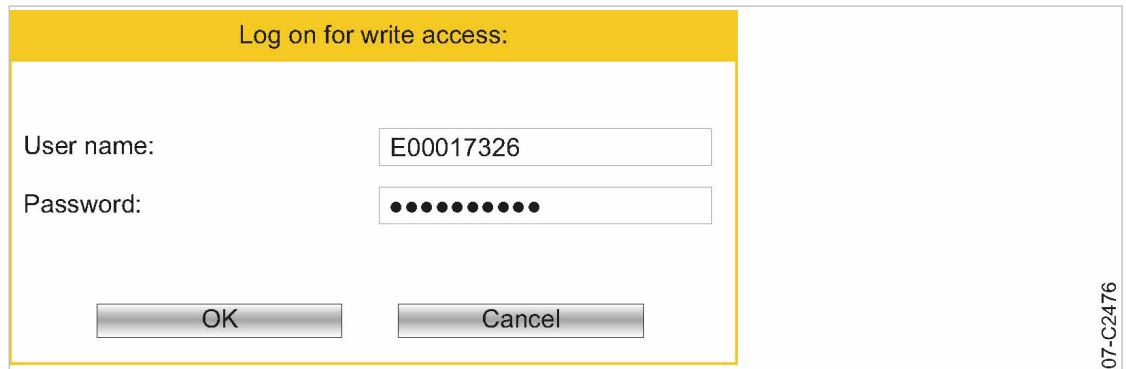 Log on for write access:
User name: E00017326
Password: ●●●●●●●●●●
OK Cancel
07-C2476